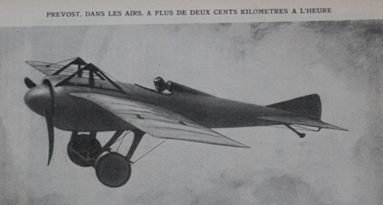 PREVOST, DANS LES AIRS, A PLUS DE DEUX CENTS KILOMETRES A L'HEURE